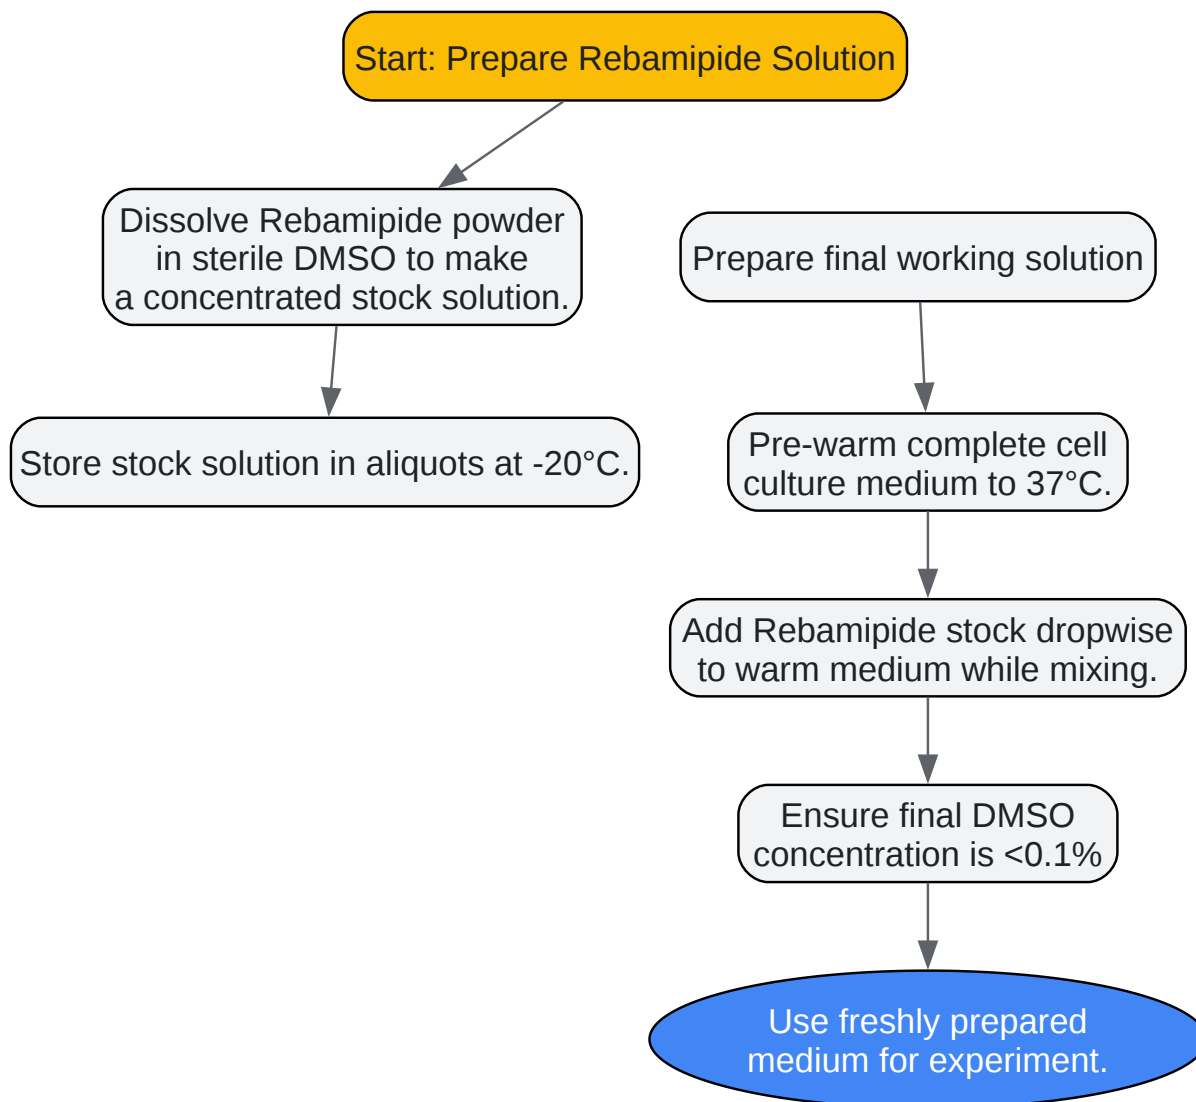 Start: Prepare Rebamipide Solution
Dissolve Rebamipide powder
in sterile DMSO to make
a concentrated stock solution.
Store stock solution in aliquots at -20°C.
Prepare final working solution
Pre-warm complete cell
culture medium to 37°C.
Add Rebamipide stock dropwise
to warm medium while mixing.
Ensure final DMSO
concentration is <0.1%
Use freshly prepared
medium for experiment.